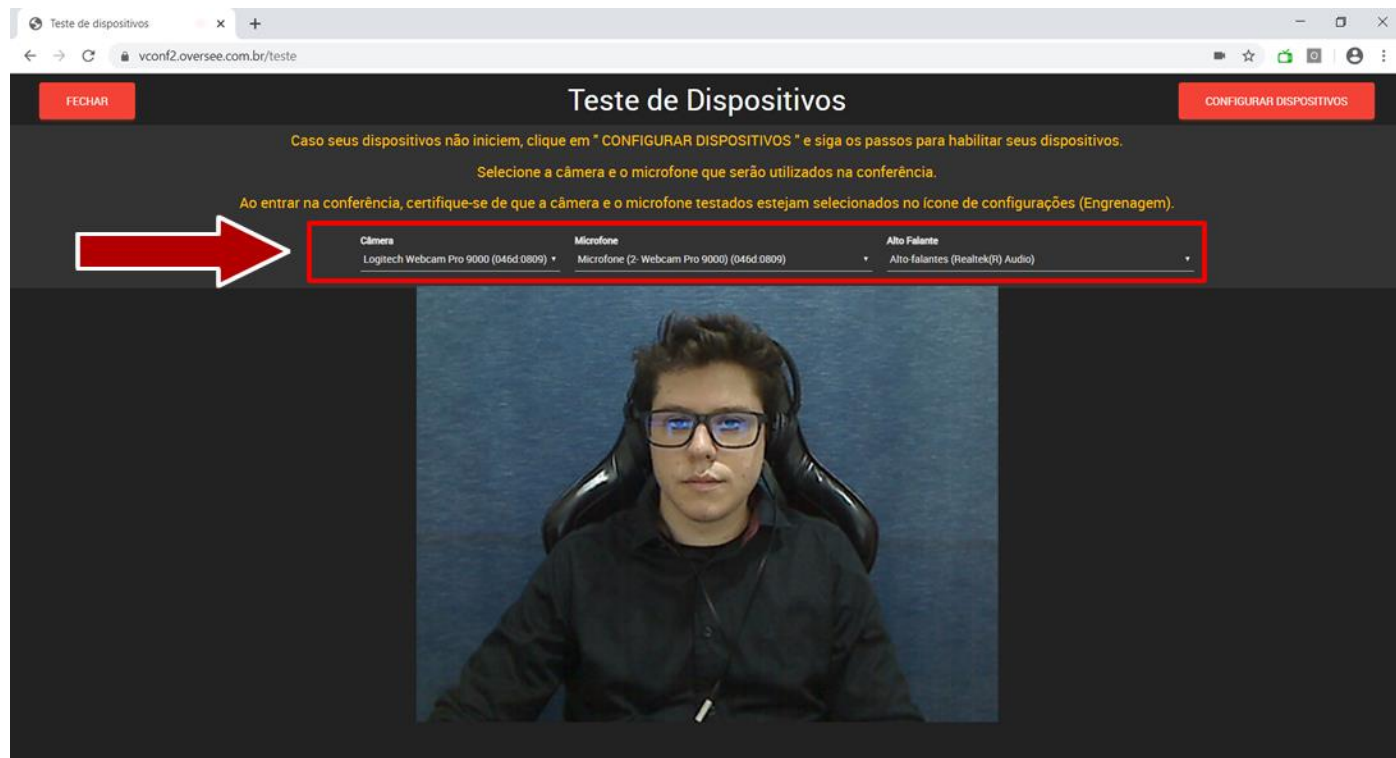 Teste de dispositivos
vconf2.oversee.com.br/teste
FECHAR
Teste de Dispositivos
CONFIGURAR DISPOSITIVOS
Caso seus dispositivos não iniciem, clique em " CONFIGURAR DISPOSITIVOS " e siga os passos para habilitar seus dispositivos.
Selecione a câmera e o microfone que serão utilizados na conferência.
Ao entrar na conferência, certifique-se de que a câmera e o microfone testados estejam selecionados no ícone de configurações (Engrenagem).
Câmera Microfone Alto Falante
Logitech Webcam Pro 9000 (046d:0809) Microfone (2- Webcam Pro 9000) (046d:0809) Alto-falantes (Realtek(R) Audio)